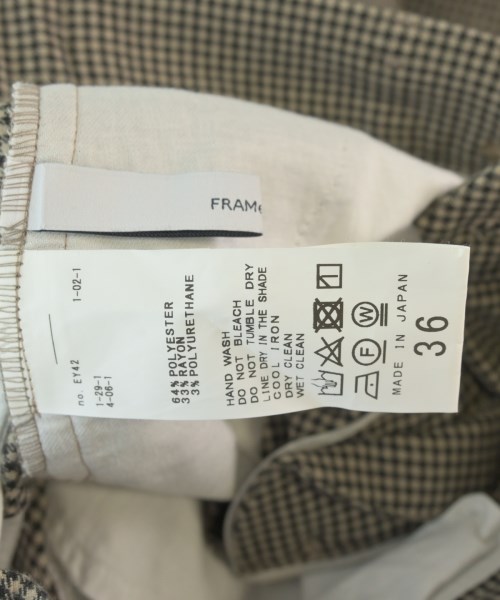 FRAMe
no. EY42 1-02-1
1-29-1
4-06-1
64% POLYESTER
33% RAYON
3% POLYURETHANE
HAND WASH
DO NOT BLEACH
DO NOT TUMBLE DRY
LINE DRY IN THE SHADE
COOL IRON
DRY CLEAN
WET CLEAN
F W
MADE IN JAPAN
36